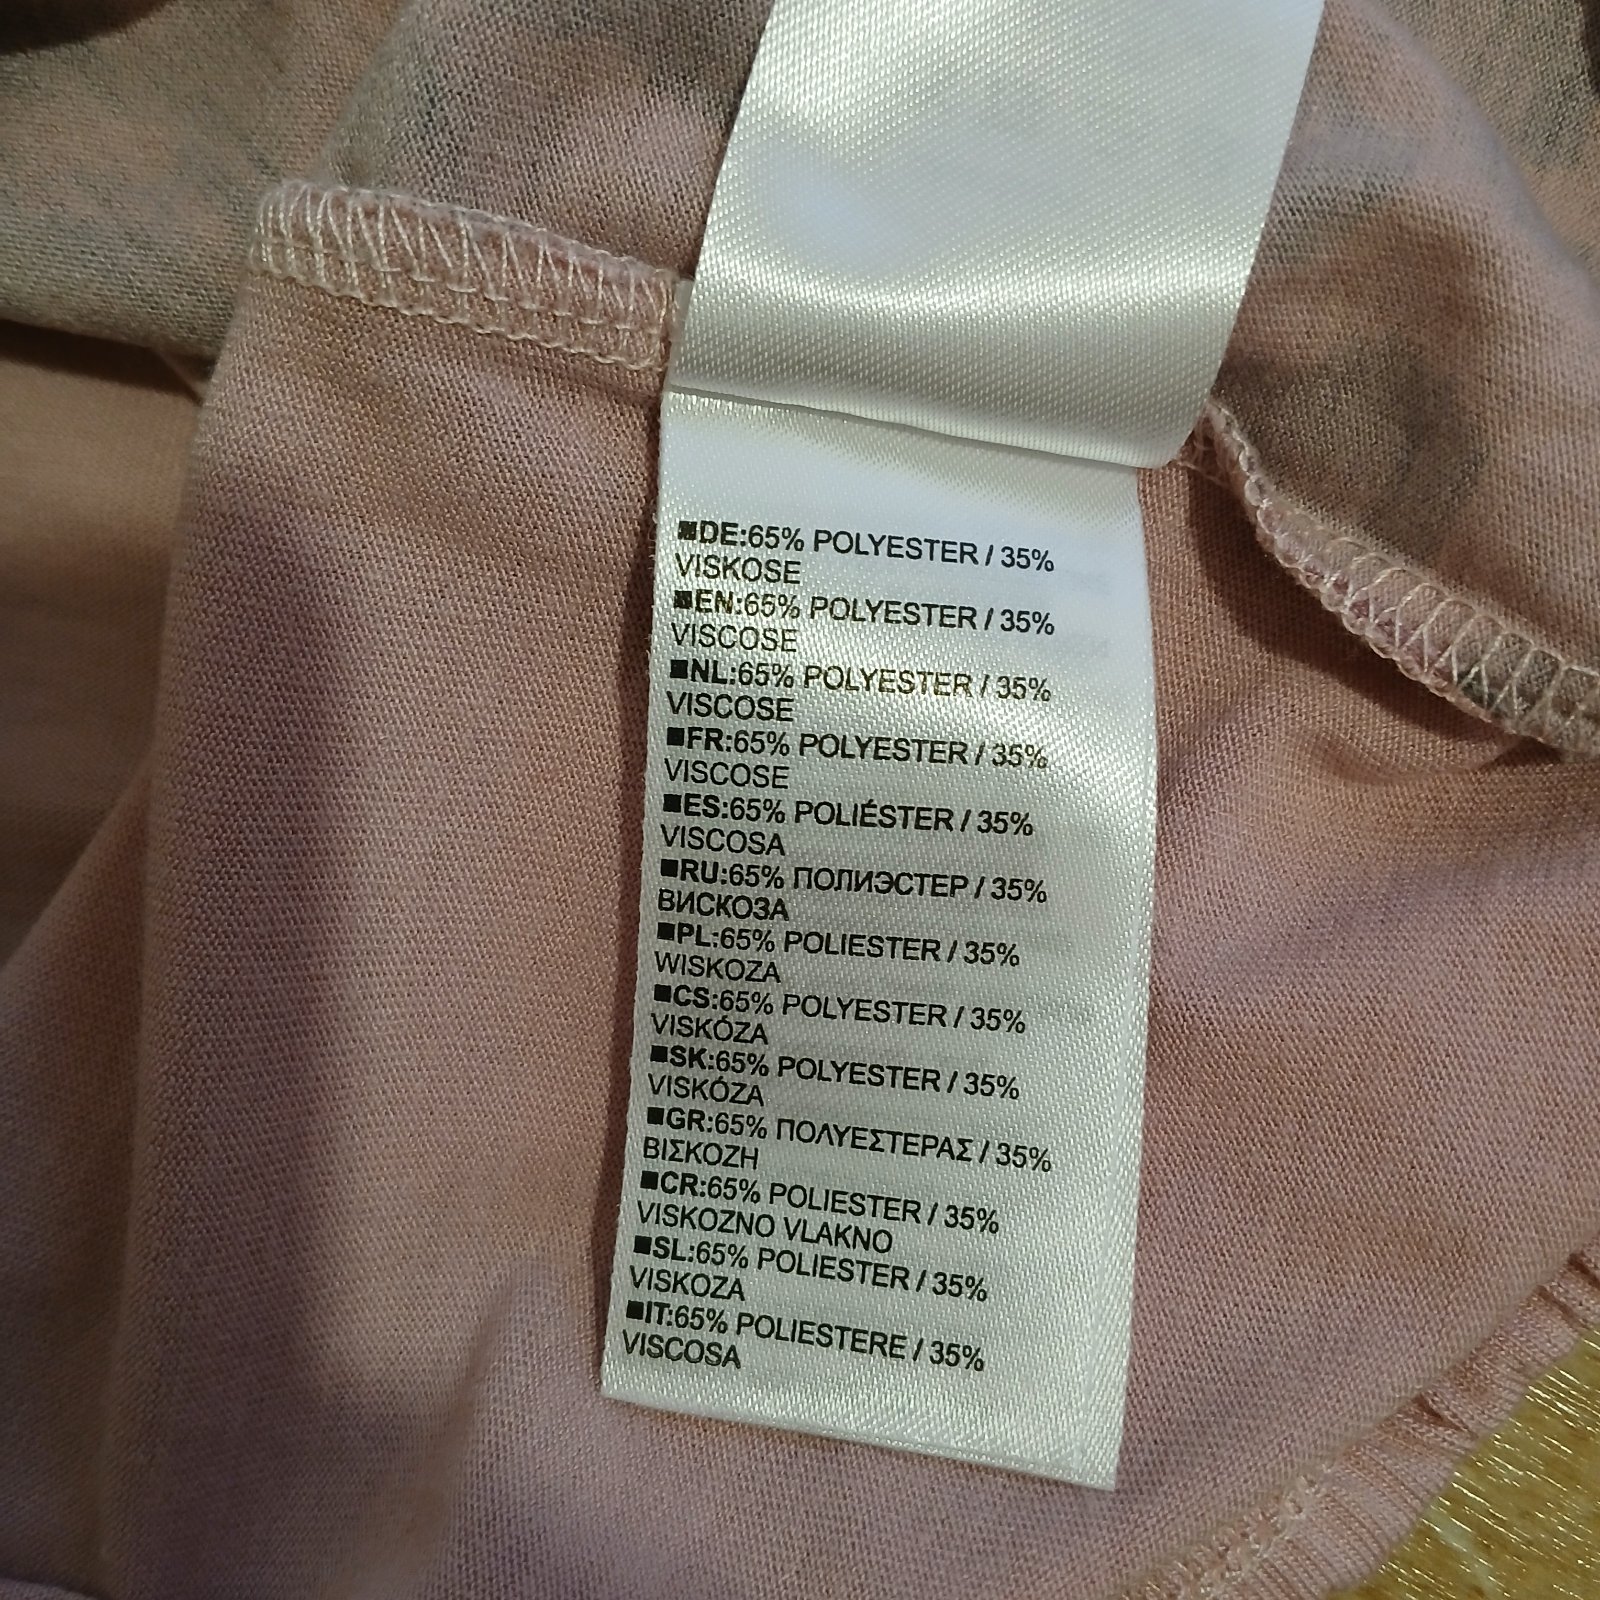 ■DE:65% POLYESTER / 35%
VISKOSE
■EN:65% POLYESTER / 35%
VISCOSE
■NL:65% POLYESTER / 35%
VISCOSE
■FR:65% POLYESTER / 35%
VISCOSE
■ES:65% POLIÉSTER / 35%
VISCOSA
■RU:65% ПОЛИЭСТЕР / 35%
ВИСКОЗА
■PL:65% POLIESTER / 35%
WISKOZA
■CS:65% POLYESTER / 35%
VISKÓZA
■SK:65% POLYESTER / 35%
VISKÓZA
■GR:65% ΠΟΛΥΕΣΤΕΡΑΣ / 35%
ΒΙΣΚΟΖΗ
■CR:65% POLIESTER / 35%
VISKOZNO VLAKNO
■SL:65% POLIESTER / 35%
VISKOZA
■IT:65% POLIESTERE / 35%
VISCOSA